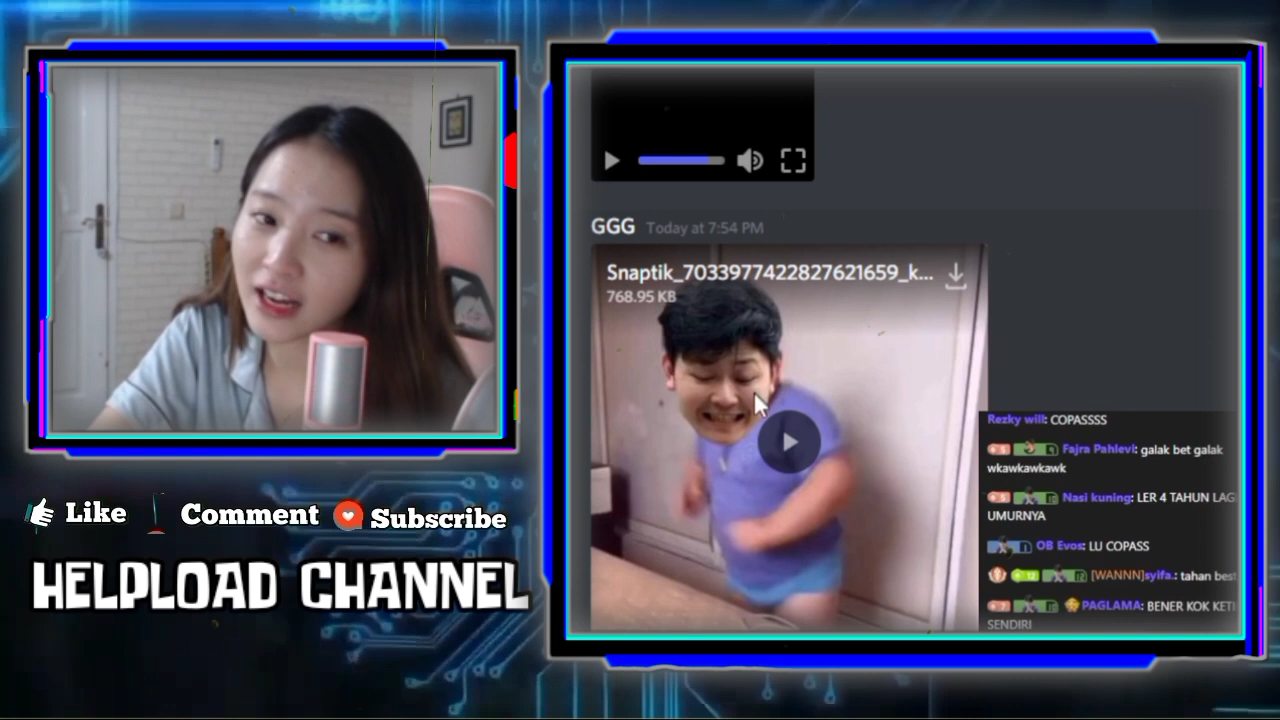 GGG Today at 7:54 PM
Snaptik_7033977422827621659_k...
768.95 KB
Rezky will: COPASSSS
Fajra Pahlevi: galak bet galak
wkawkawkawk
Nasi kuning: LER 4 TAHUN LAG
UMURNYA
OB Evos: LU COPASS
[WANNN]syifa.: tahan best
PAGLAMA: BENER KOK KETI
SENDIRI
Like Comment Subscribe
HELPLOAD CHANNEL